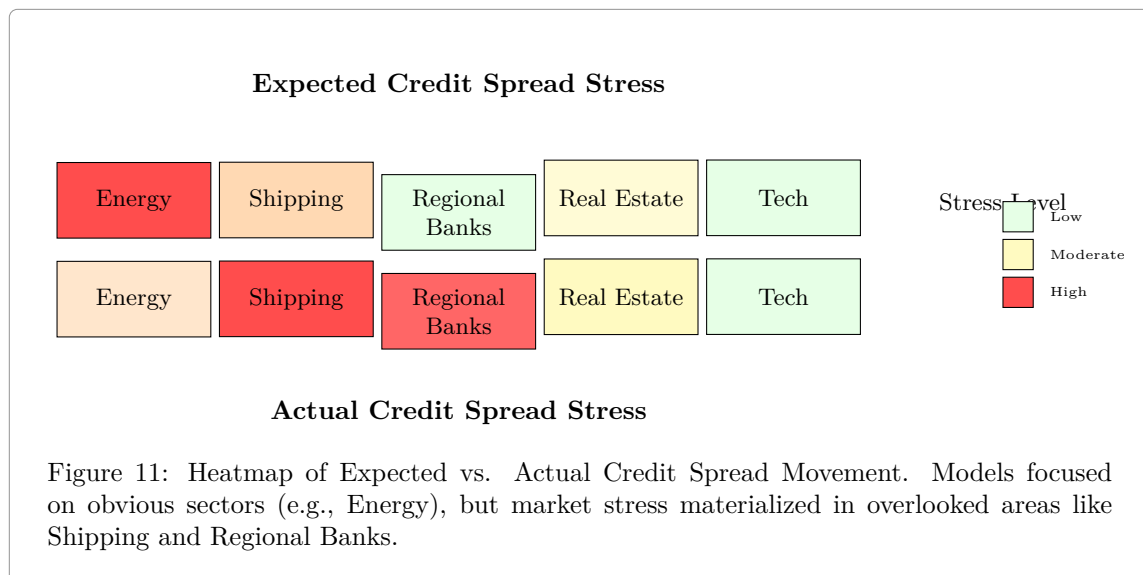 Expected Credit Spread Stress
Energy
Shipping
Regional
Banks
Real Estate
Tech
Stress Level
Low
Moderate
High
Energy
Shipping
Regional
Banks
Real Estate
Tech
Actual Credit Spread Stress
Figure 11: Heatmap of Expected vs. Actual Credit Spread Movement. Models focused
on obvious sectors (e.g., Energy), but market stress materialized in overlooked areas like
Shipping and Regional Banks.